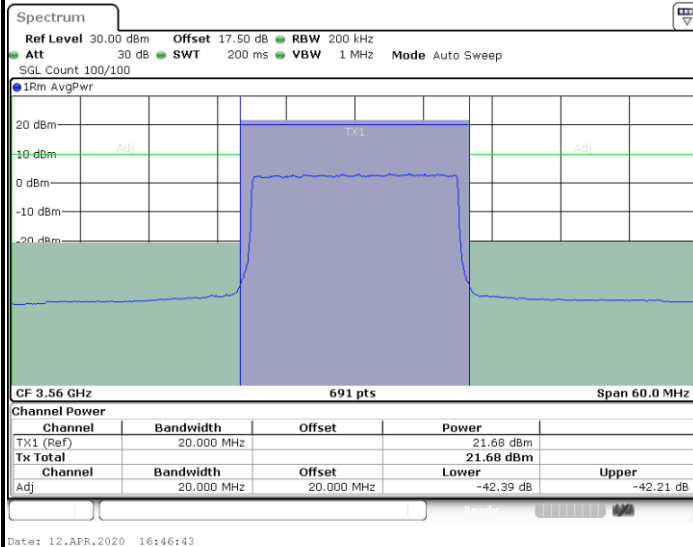 Spectrum
Ref Level 30.00 dBm Offset 17.50 dB RBW 200 kHz
Att 30 dB SWT 200 ms VBW 1 MHz Mode Auto Sweep
SGL Count 100/100
1Rm AvgPwr
20 dBm
TX1
Adj Adj
10 dBm
0 dBm
-10 dBm
-20 dBm
CF 3.56 GHz 691 pts Span 60.0 MHz
Channel Power
Channel Bandwidth Offset Power
TX1 (Ref) 20.000 MHz 21.68 dBm
Tx Total 21.68 dBm
Channel Bandwidth Offset Lower Upper
Adj 20.000 MHz 20.000 MHz -42.39 dB -42.21 dB
Ready
Date: 12.APR.2020 16:46:43